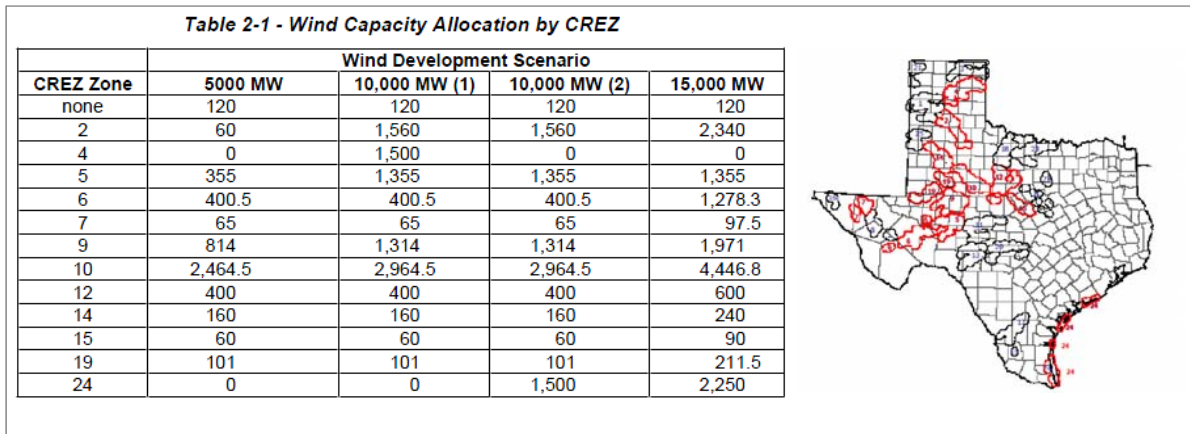 Table 2-1 - Wind Capacity Allocation by CREZ
Wind Development Scenario
CREZ Zone 5000 MW 10,000 MW (1) 10,000 MW (2) 15,000 MW
none 120 120 120 120
2 60 1,560 1,560 2,340
4 0 1,500 0 0
5 355 1,355 1,355 1,355
6 400.5 400.5 400.5 1,278.3
7 65 65 65 97.5
9 814 1,314 1,314 1,971
10 2,464.5 2,964.5 2,964.5 4,446.8
12 400 400 400 600
14 160 160 160 240
15 60 60 60 90
19 101 101 101 211.5
24 0 0 1,500 2,250
24
24
24
24